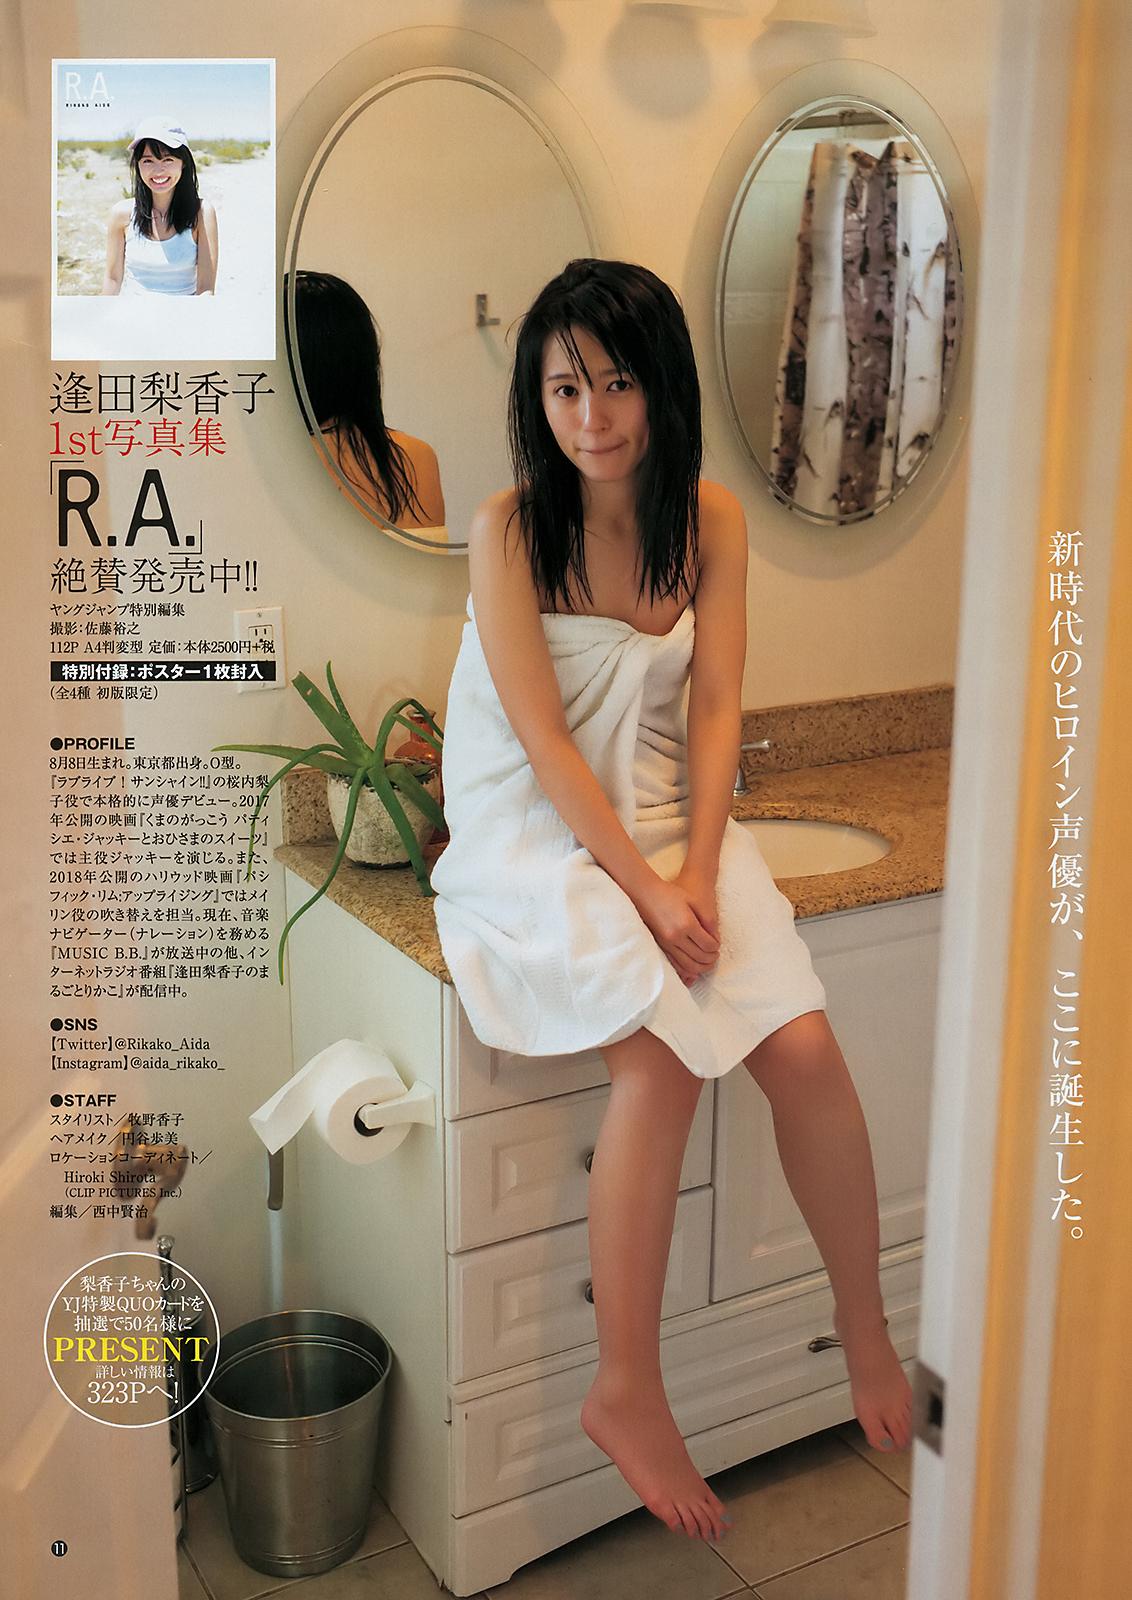 R.A.
RIKAKO AIDA
逢田梨香子
1st写真集
「R.A.」
絶賛発売中!!
ヤングジャンプ特別編集
撮影：佐藤裕之
112P A4判変型 定価：本体2500円+税
特別付録：ポスター1枚封入
（全4種 初版限定）
●PROFILE
8月8日生まれ。東京都出身。O型。
『ラブライブ！サンシャイン!!』の桜内梨
子役で本格的に声優デビュー。2017
年公開の映画『くまのがっこう パティ
シエ・ジャッキーとおひさまのスイーツ』
では主役ジャッキーを演じる。また、
2018年公開のハリウッド映画『パシ
フィック・リム：アップライジング』ではメイ
リン役の吹き替えを担当。現在、音楽
ナビゲーター（ナレーション）を務める
『MUSIC B.B.』が放送中の他、イン
ターネットラジオ番組『逢田梨香子のま
るごとりかこ』が配信中。
●SNS
【Twitter】@Rikako_Aida
【Instagram】@aida_rikako_
●STAFF
スタイリスト／牧野香子
ヘアメイク／円谷歩美
ロケーションコーディネート／
Hiroki Shirota
（CLIP PICTURES Inc.）
編集／西中賢治
梨香子ちゃんの
YJ特製QUOカードを
抽選で50名様に
PRESENT
詳しい情報は
323Pへ!
新時代のヒロイン声優が、ここに誕生した。
11